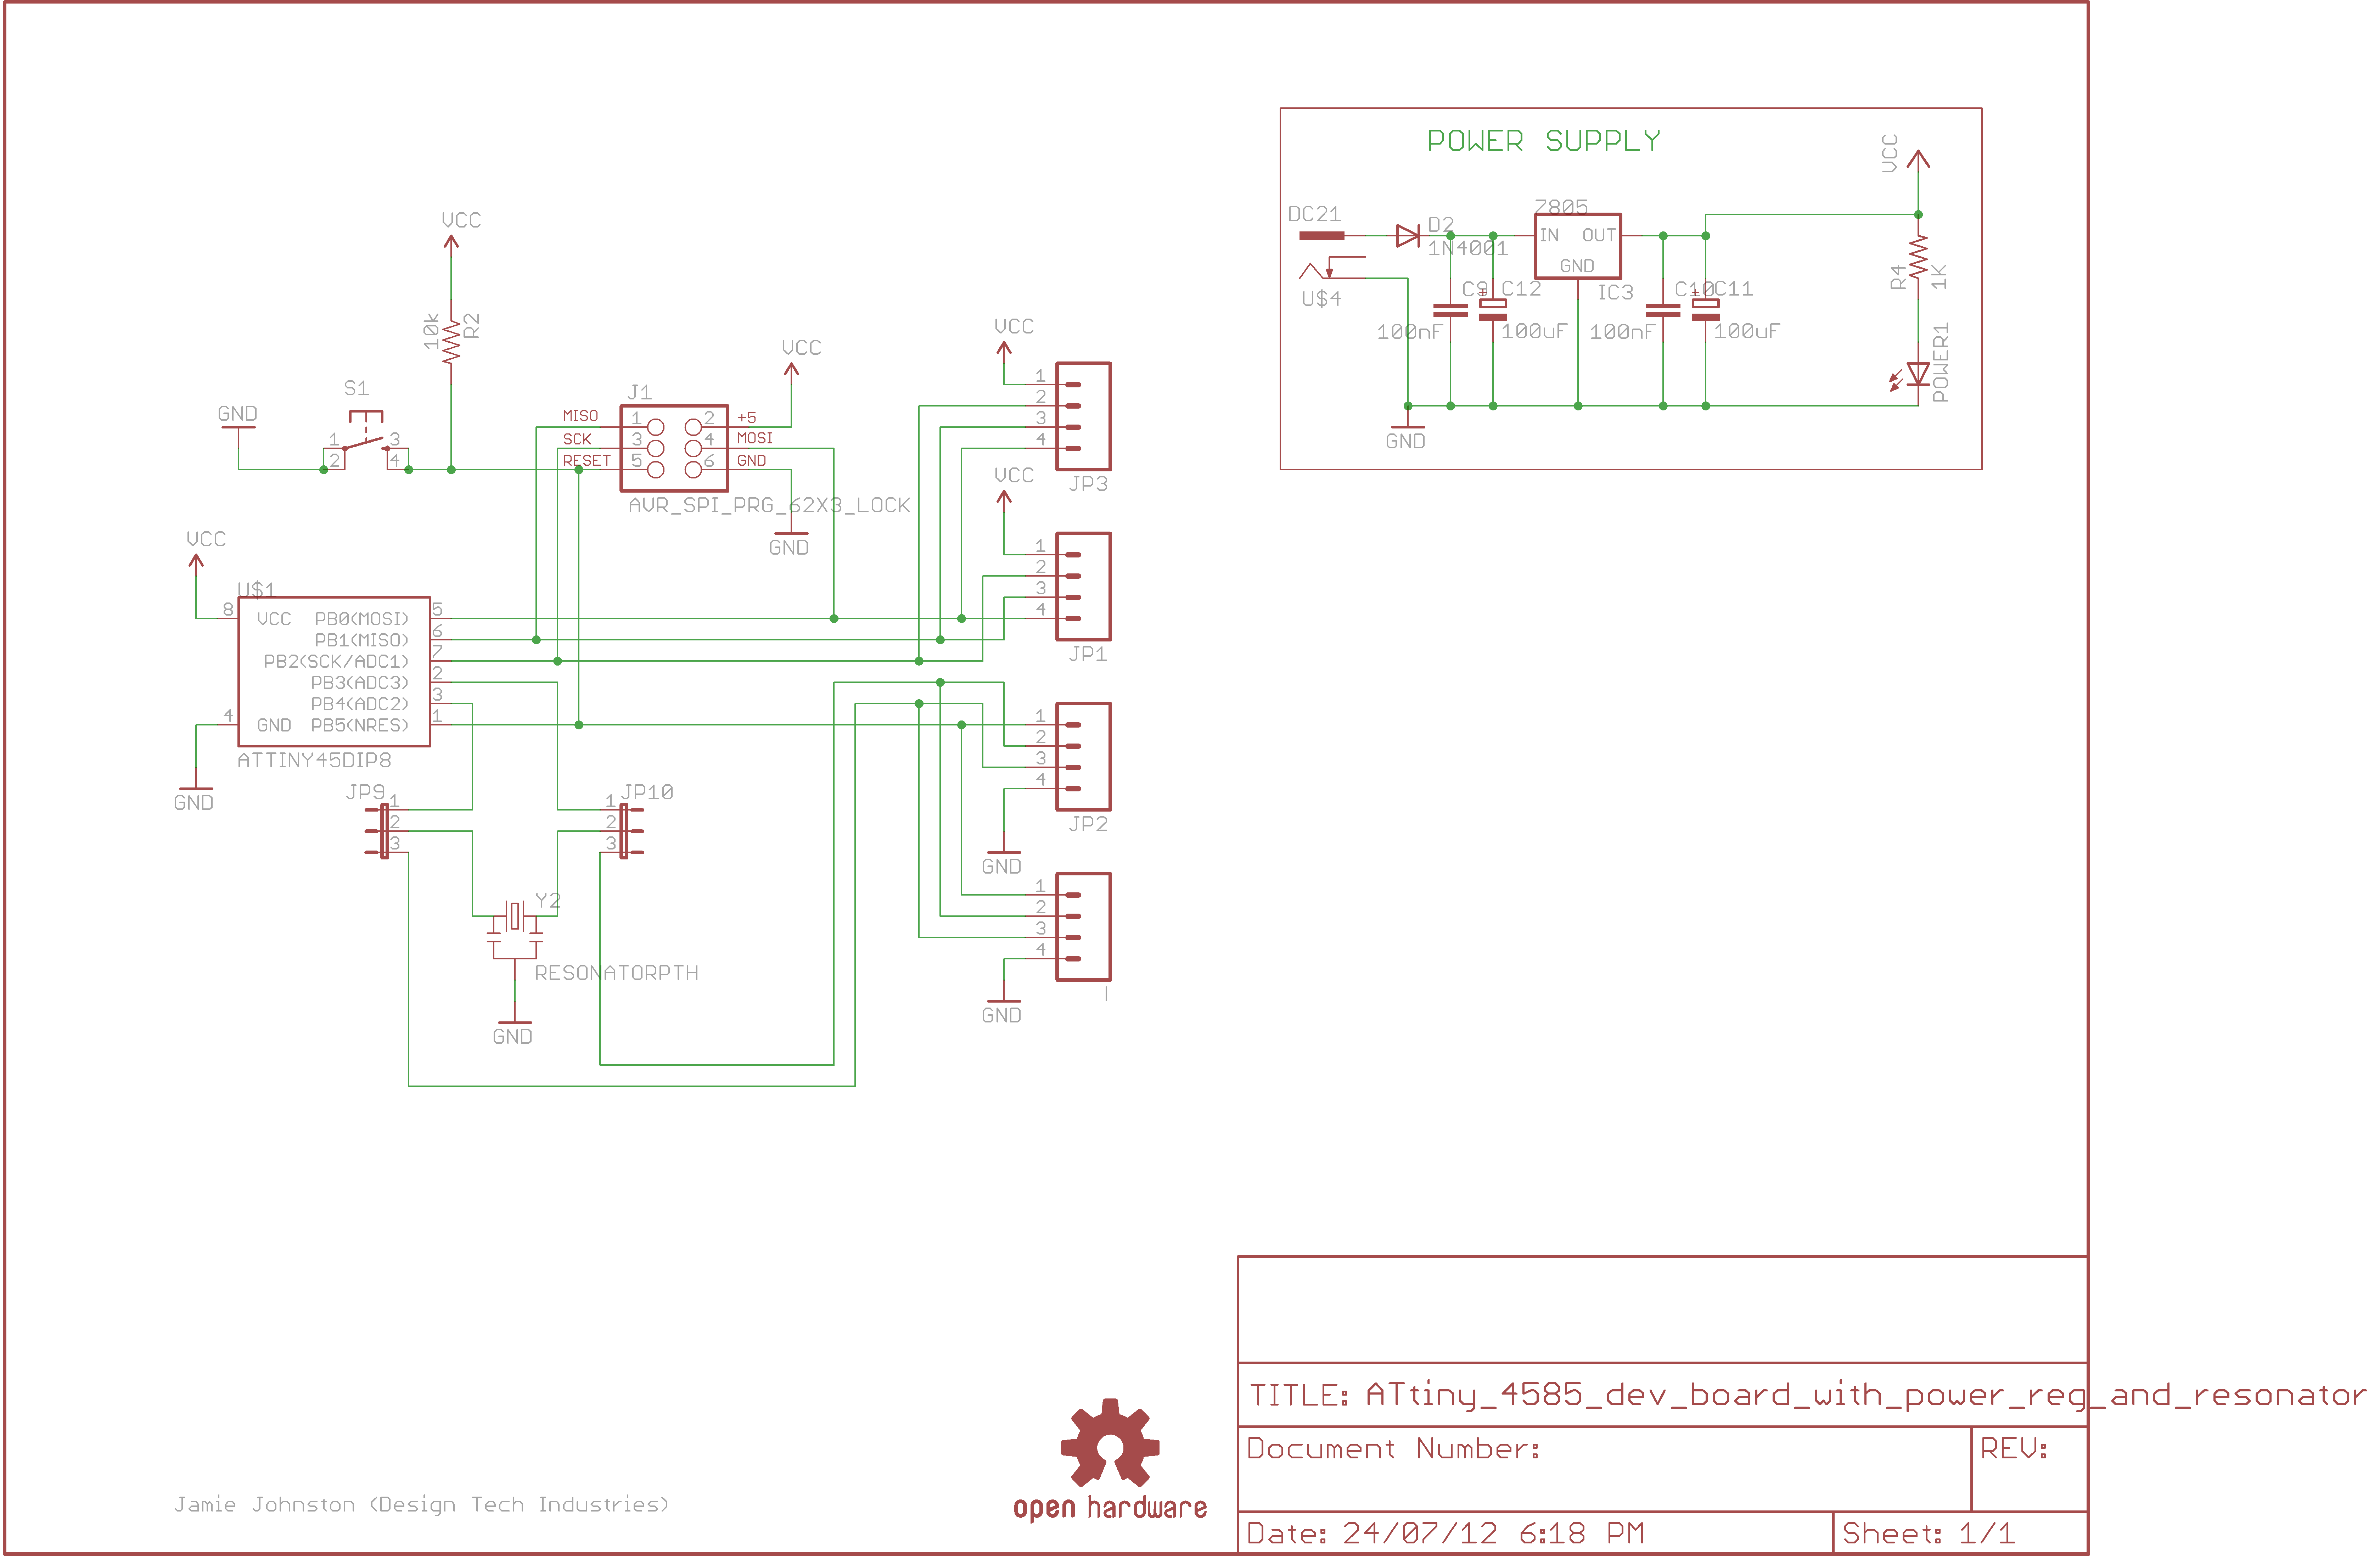 POWER SUPPLY
VCC
DC21
D2
1N4001
Z805
IN
OUT
GND
IC3
U$4
C9
100nF
C12
+
100uF
C10
100nF
C11
+
100uF
R4
1K
POWER1
GND
VCC
10k
R2
S1
GND
1
2
3
4
J1
MISO
SCK
RESET
1
3
5
2
4
6
+5
MOSI
GND
AVR_SPI_PRG_62X3_LOCK
VCC
GND
VCC
1
2
3
4
JP3
VCC
1
2
3
4
JP1
VCC
U$1
8
4
VCC
GND
PB0(MOSI)
PB1(MISO)
PB2(SCK/ADC1)
PB3(ADC3)
PB4(ADC2)
PB5(NRES)
5
6
7
2
3
1
ATTINY45DIP8
GND
1
2
3
4
JP2
GND
JP9
1
2
3
JP10
1
2
3
Y2
RESONATORPTH
GND
1
2
3
4
GND
TITLE: ATtiny_4585_dev_board_with_power_reg_and_resonator
Document Number:
REV:
Date: 24/07/12 6:18 PM
Sheet: 1/1
open hardware
Jamie Johnston (Design Tech Industries)